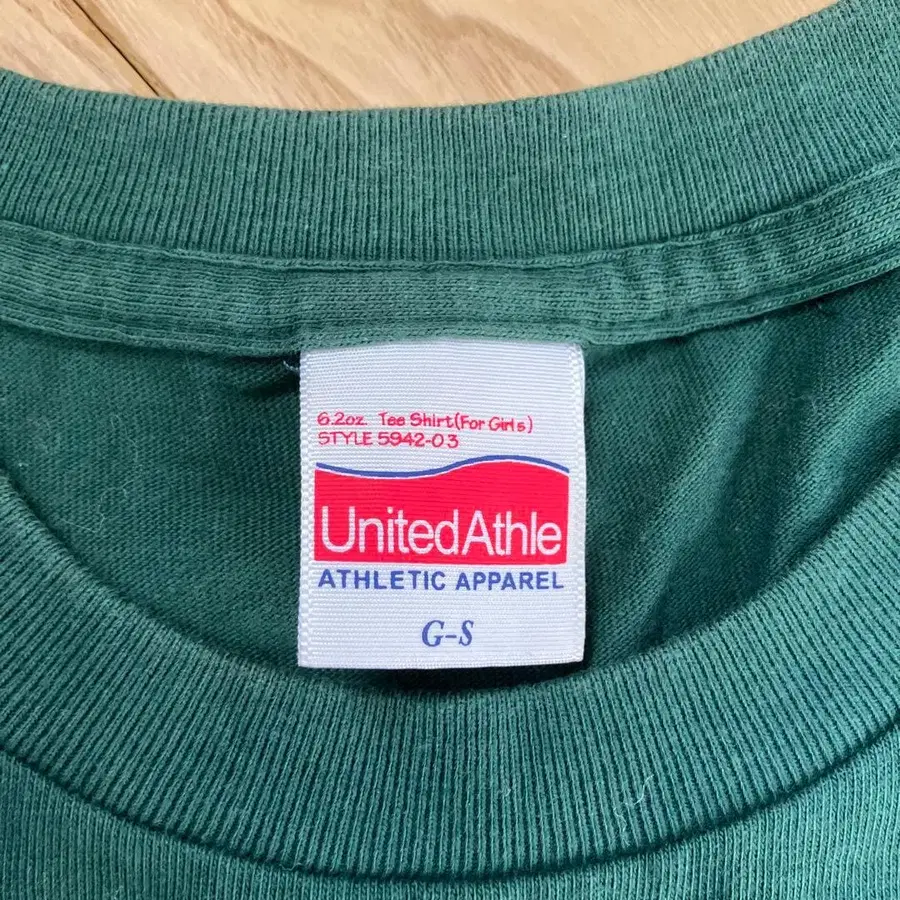 6.2oz. Tee Shirt(For Girls)
STYLE 5942-03
UnitedAthle
ATHLETIC APPAREL
G-S